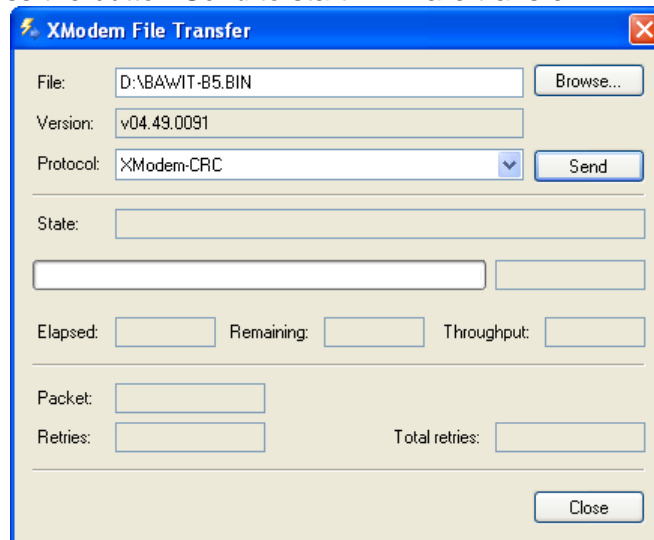 XModem File Transfer
File: D:\BAWIT-B5.BIN Browse...
Version: v04.49.0091
Protocol: XModem-CRC Send
State:
Elapsed: Remaining: Throughput:
Packet:
Retries: Total retries:
Close